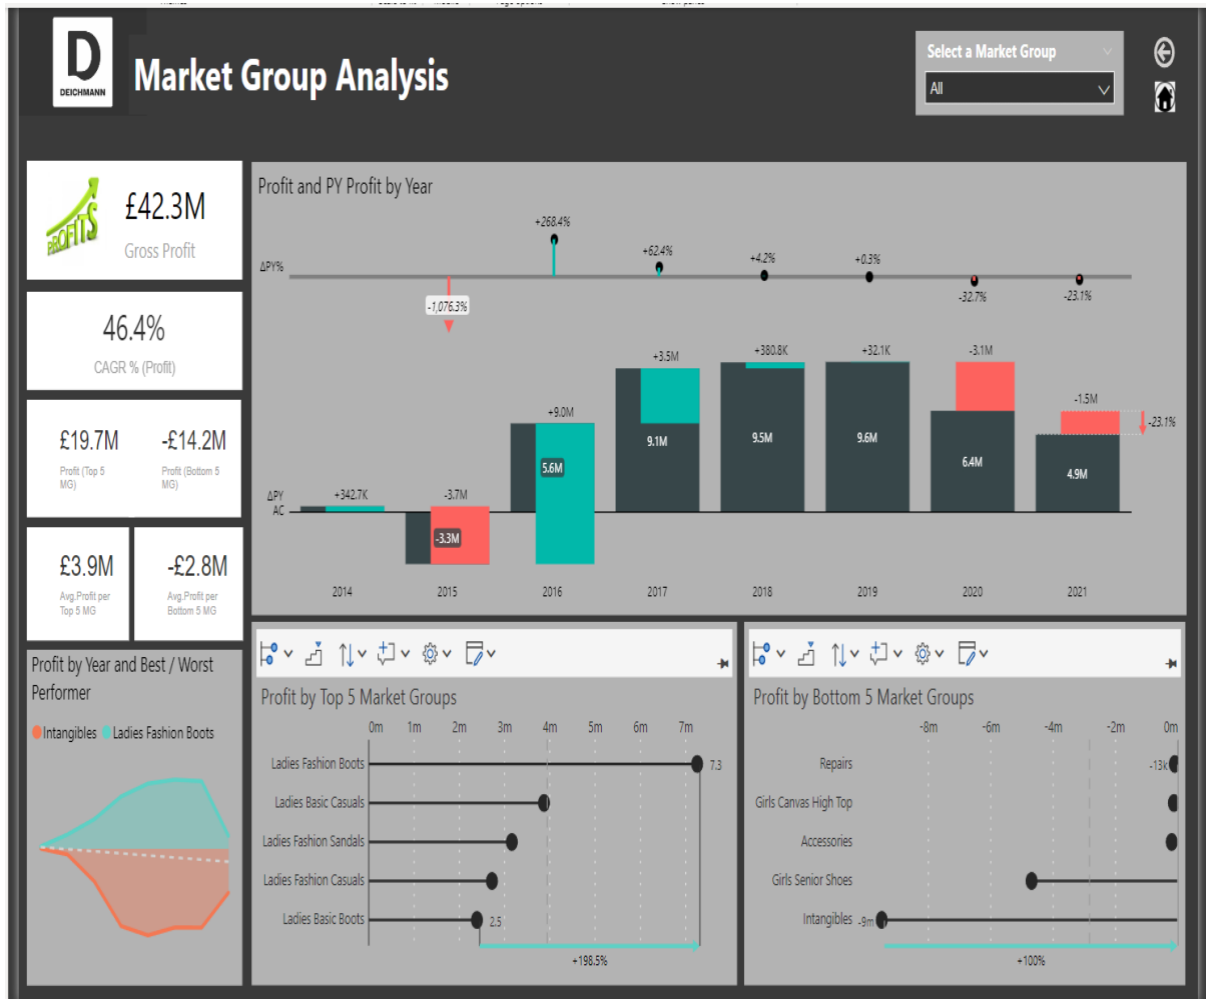 D
DEICHMANN
Market Group Analysis
Select a Market Group
All
PROFITS
£42.3M
Gross Profit
46.4%
CAGR % (Profit)
£19.7M
Profit (Top 5
MG)
-£14.2M
Profit (Bottom 5
MG)
£3.9M
Avg.Profit per
Top 5 MG
-£2.8M
Avg.Profit per
Bottom 5 MG
Profit by Year and Best / Worst
Performer
Intangibles Ladies Fashion Boots
Profit and PY Profit by Year
+268.4%
+62.4%
+4.2%
+0.3%
ΔPY%
-1,076.3%
-32.7%
-23.1%
+3.5M
+380.8K
+32.1K
-3.1M
-1.5M
+9.0M
-23.1%
9.1M
9.5M
9.6M
5.6M
6.4M
4.9M
ΔPY
AC
+342.7K
-3.7M
-3.3M
2014 2015 2016 2017 2018 2019 2020 2021
Profit by Top 5 Market Groups
0m 1m 2m 3m 4m 5m 6m 7m
Ladies Fashion Boots 7.3
Ladies Basic Casuals
Ladies Fashion Sandals
Ladies Fashion Casuals
Ladies Basic Boots 2.5
+198.5%
Profit by Bottom 5 Market Groups
-8m -6m -4m -2m 0m
Repairs -13k
Girls Canvas High Top
Accessories
Girls Senior Shoes
Intangibles -9m
+100%